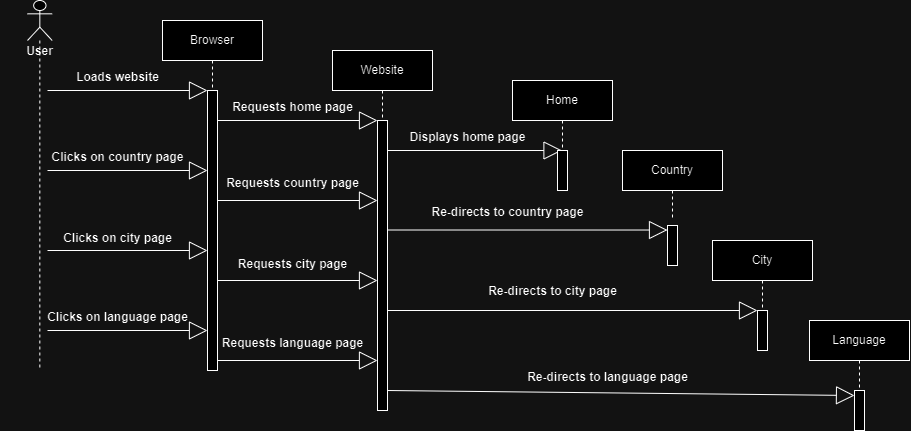 User
Browser
Website
Home
Country
City
Language
Loads website
Requests home page
Displays home page
Clicks on country page
Requests country page
Re-directs to country page
Clicks on city page
Requests city page
Re-directs to city page
Clicks on language page
Requests language page
Re-directs to language page